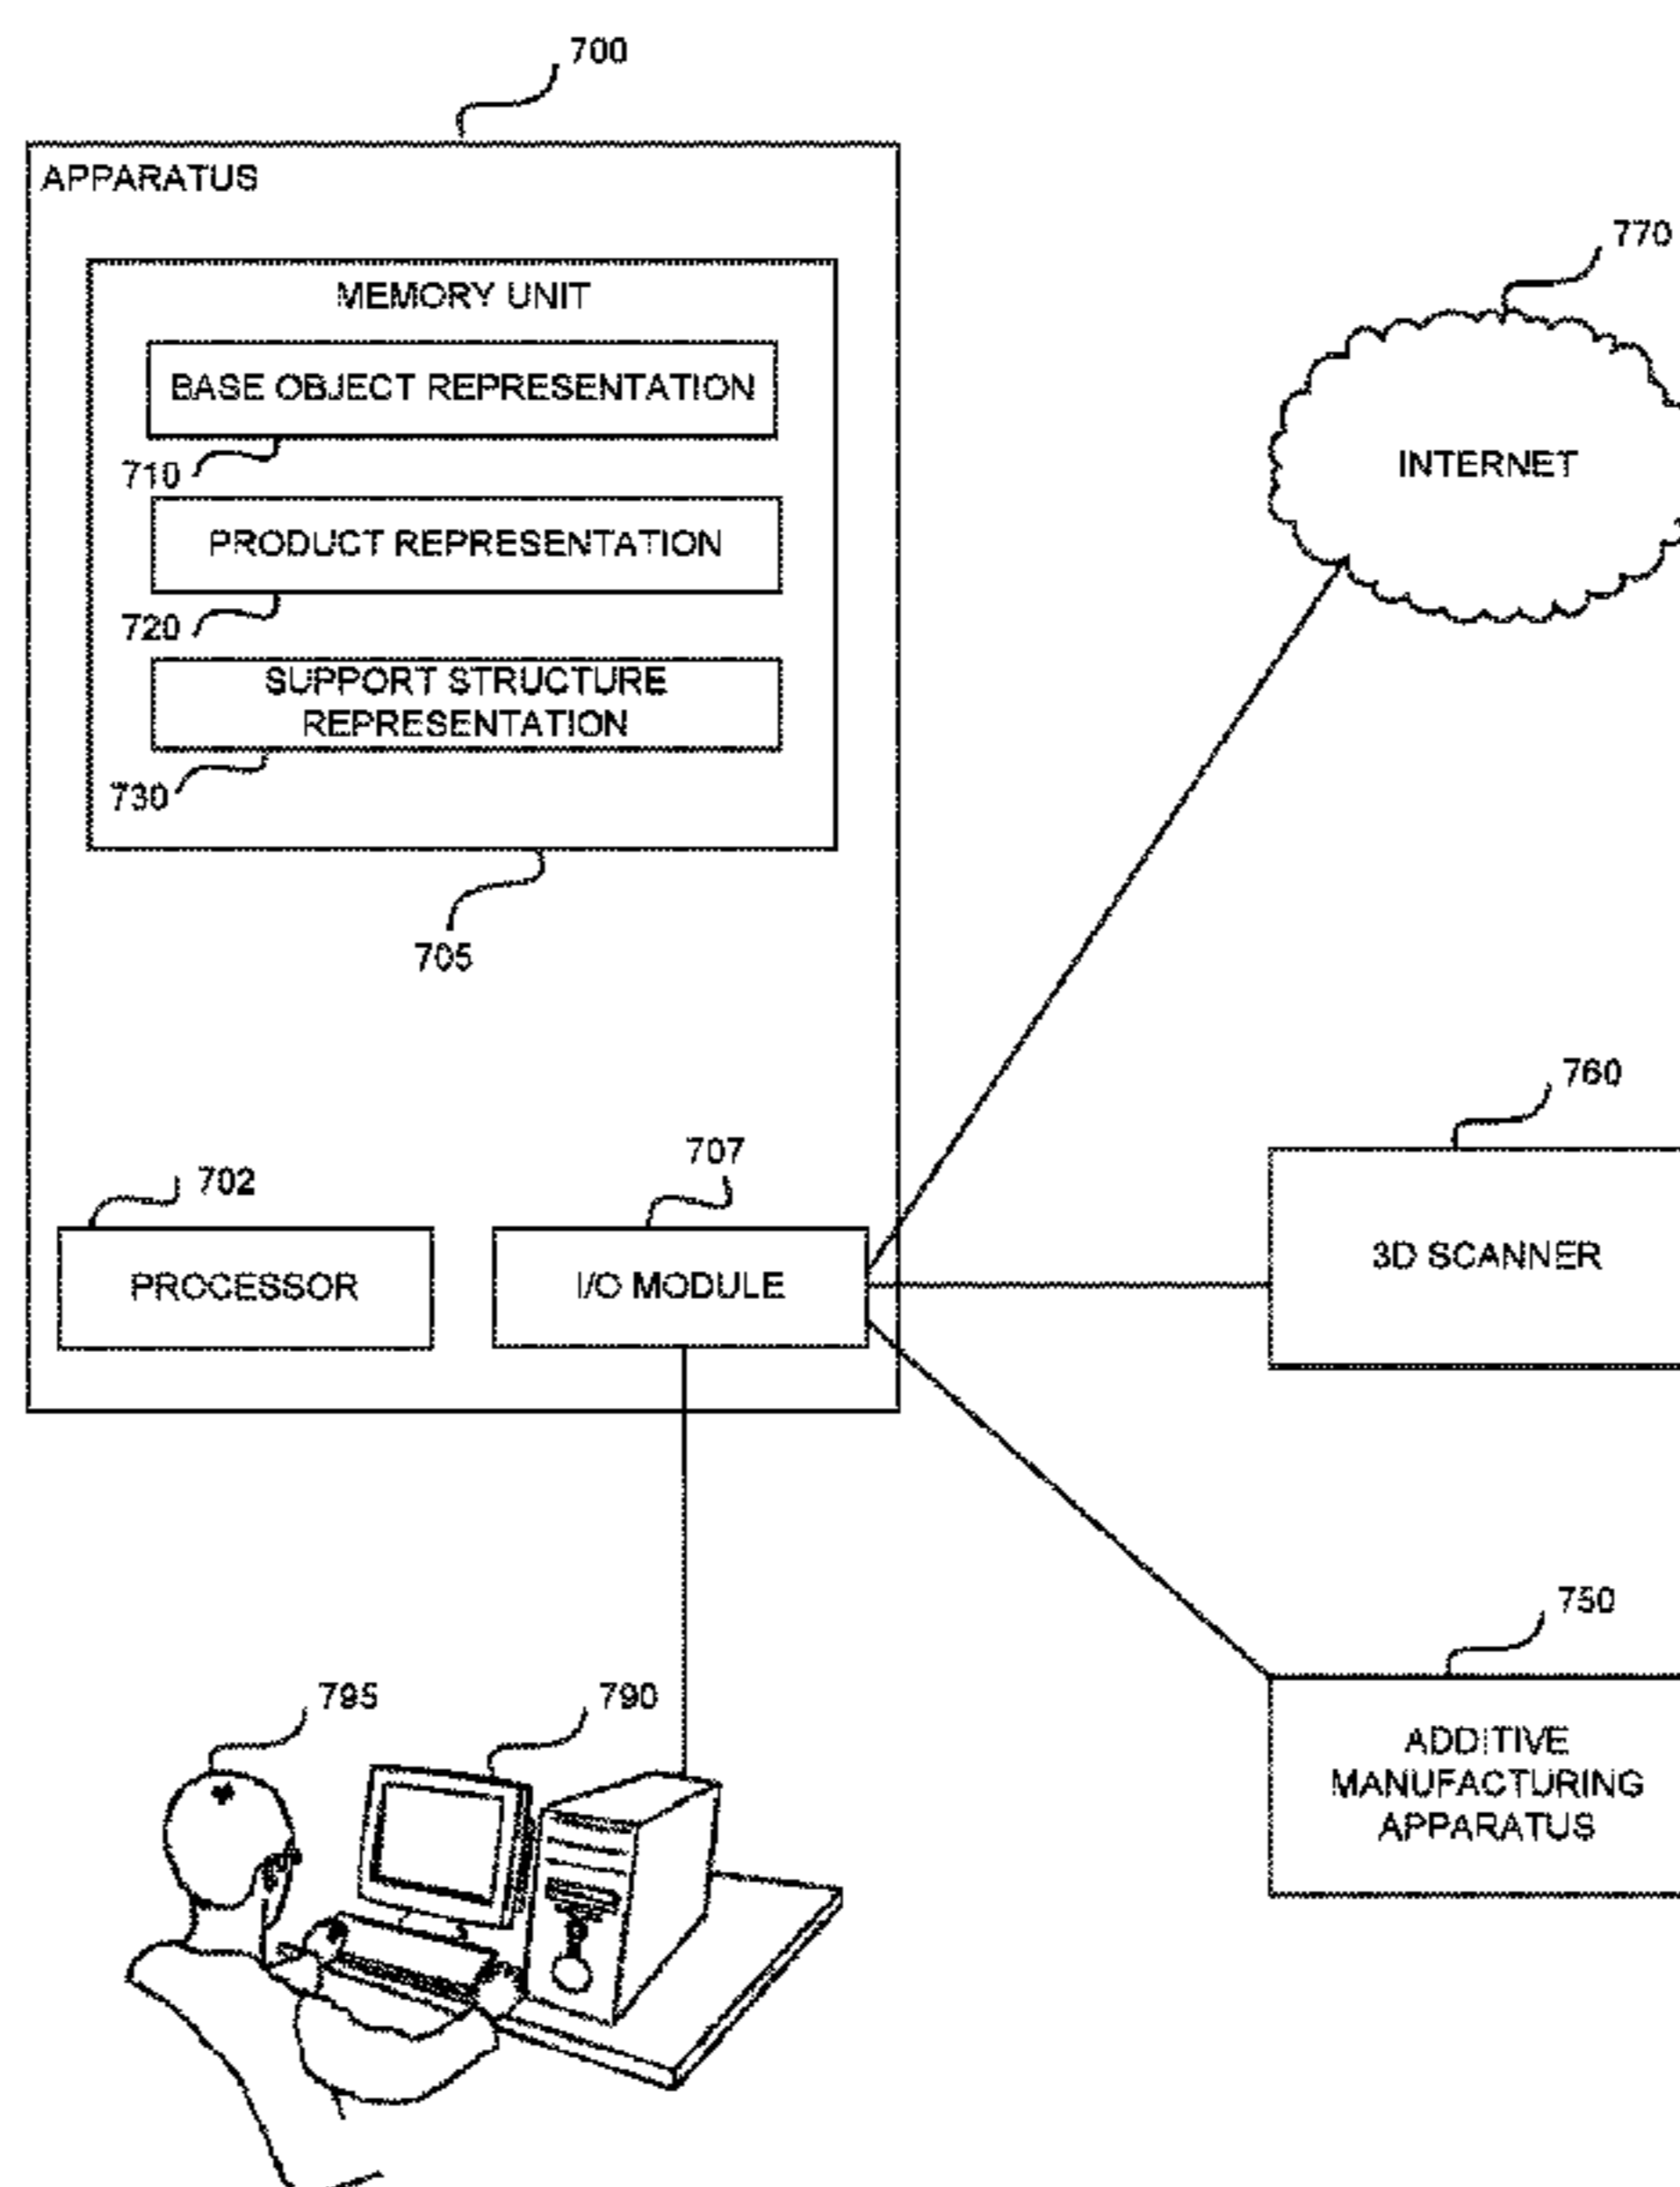 700
APPARATUS
770
MEMORY UNIT
BASE OBJECT REPRESENTATION
710
INTERNET
PRODUCT REPRESENTATION
720
SUPPORT STRUCTURE
REPRESENTATION
730
705
760
702
707
PROCESSOR
I/O MODULE
3D SCANNER
750
795
790
ADDITIVE
MANUFACTURING
APPARATUS